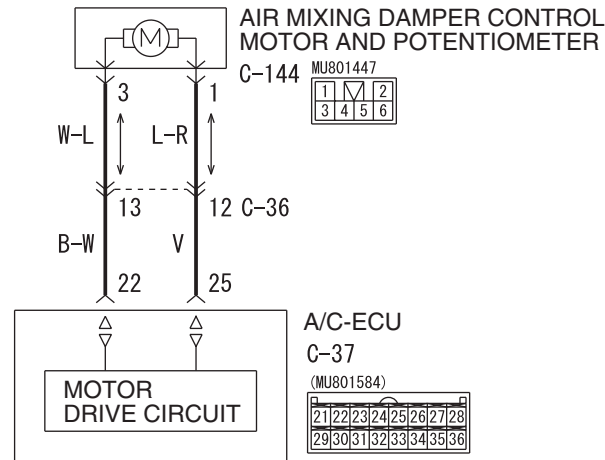 AIR MIXING DAMPER CONTROL
MOTOR AND POTENTIOMETER
M
C-144
MU801447
1 2
3 4 5 6
3 1
W-L L-R
13 12 C-36
B-W V
22 25
A/C-ECU
C-37
(MU801584)
MOTOR
DRIVE CIRCUIT
21 22 23 24 25 26 27 28
29 30 31 32 33 34 35 36